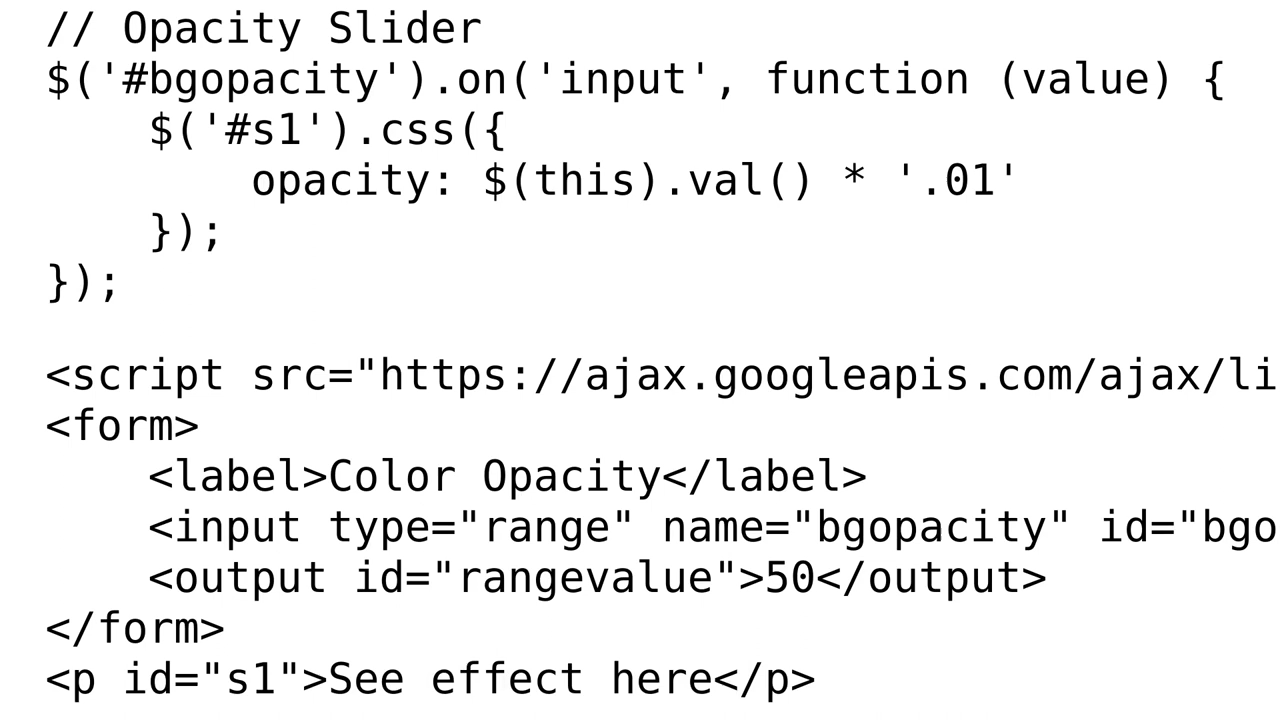 // Opacity Slider
$('#bgopacity').on('input', function (value) {
    $('#s1').css({
        opacity: $(this).val() * '.01'
    });
});

<script src="https://ajax.googleapis.com/ajax/li
<form>
    <label>Color Opacity</label>
    <input type="range" name="bgopacity" id="bgo
    <output id="rangevalue">50</output>
</form>
<p id="s1">See effect here</p>